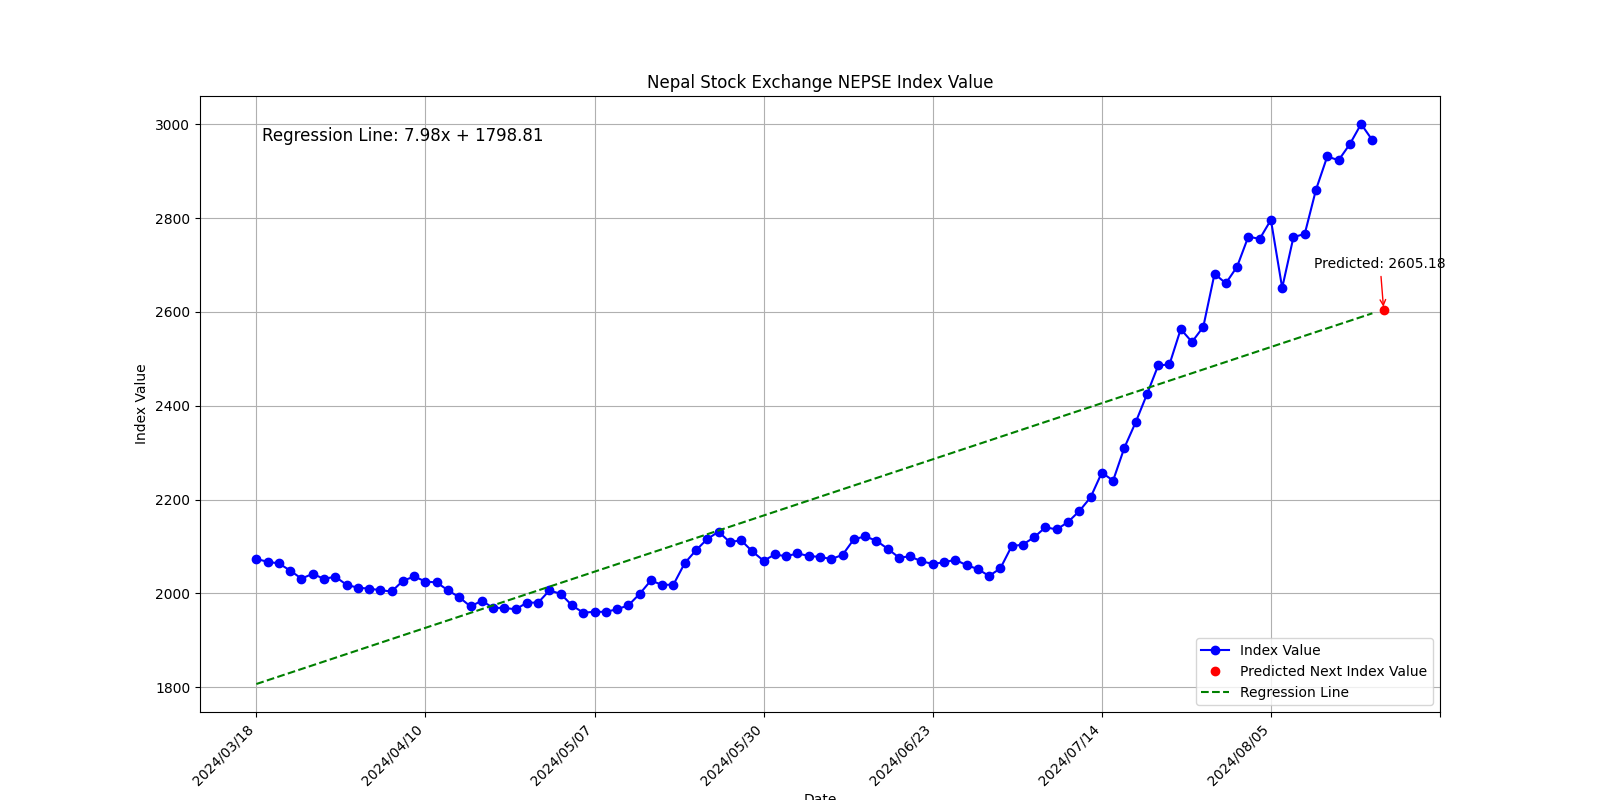 Nepal Stock Exchange NEPSE Index Value
Regression Line: 7.98x + 1798.81
Predicted: 2605.18
Index Value
3000
2800
2600
2400
2200
2000
1800
Index Value
Predicted Next Index Value
Regression Line
2024/03/18
2024/04/10
2024/05/07
2024/05/30
2024/06/23
2024/07/14
2024/08/05
Date